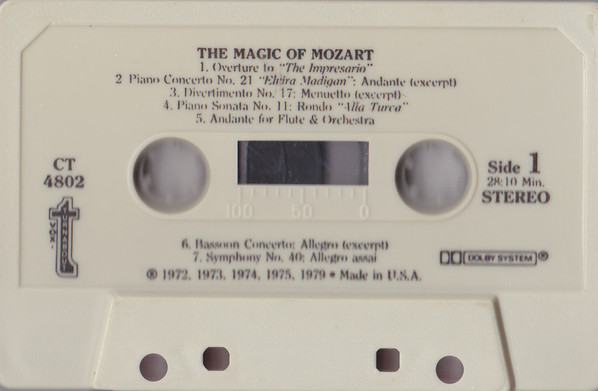 THE MAGIC OF MOZART
1. Overture to "The Impresario"
2 Piano Concerto No. 21 "Elvira Madigan": Andante (excerpt)
3. Divertimento No. 17: Menuetto (excerpt)
4. Piano Sonata No. 11: Rondo "Alla Turca"
5. Andante for Flute & Orchestra
CT
4802
Side 1
28:10 Min.
STEREO
100 50 0
VOX
TURNABOUT
6. Bassoon Concerto: Allegro (excerpt)
7. Symphony No. 40: Allegro assai
℗ 1972, 1973, 1974, 1975, 1979 • Made in U.S.A.
DOLBY SYSTEM ®